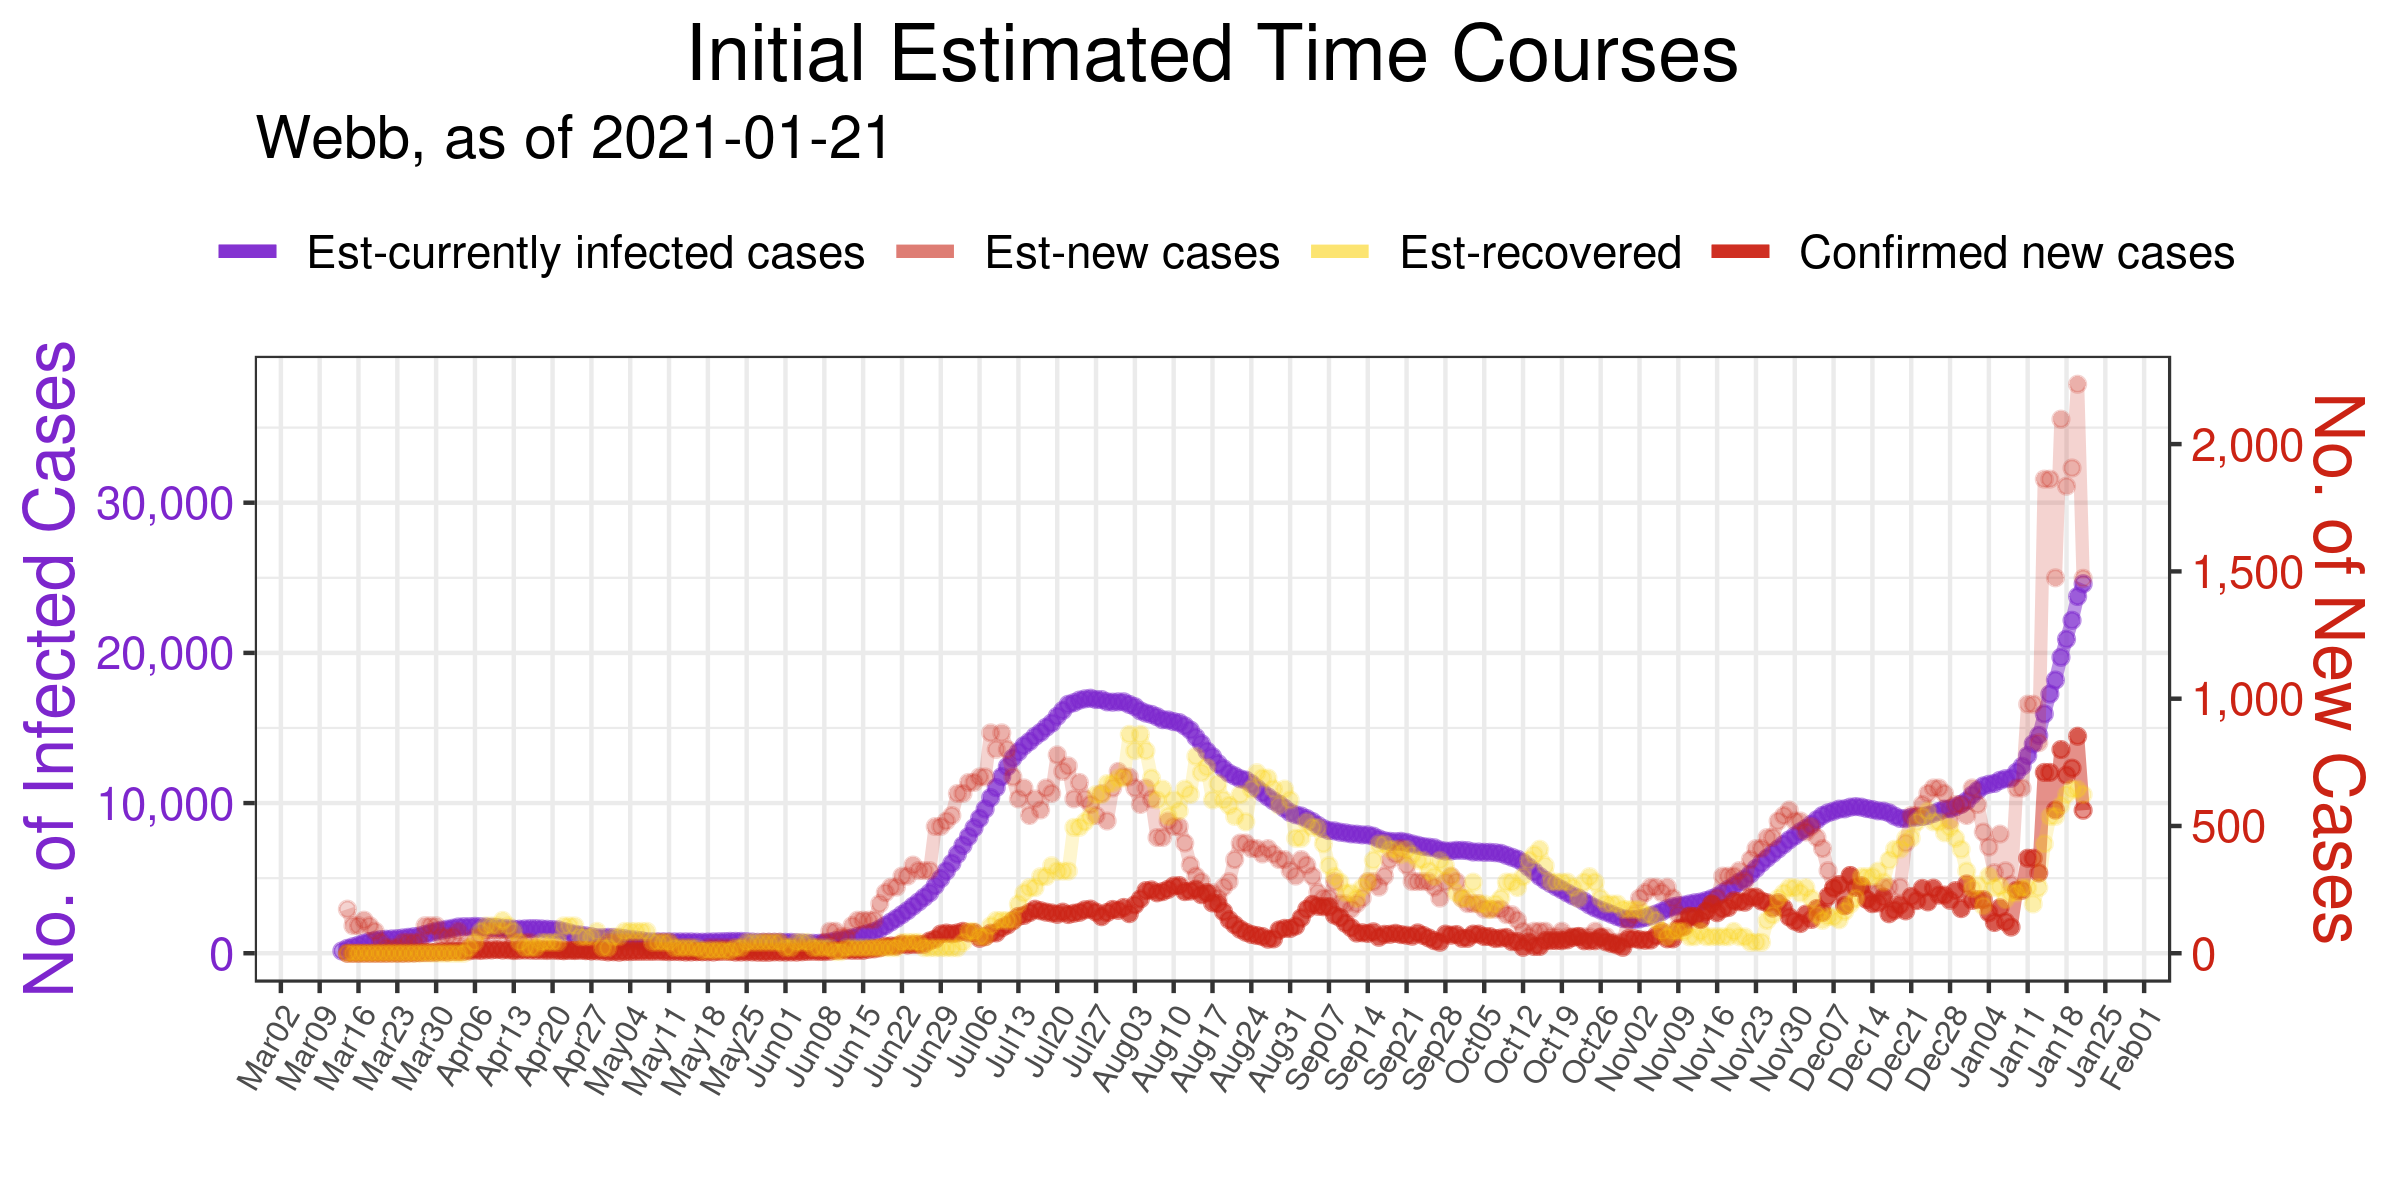 Initial Estimated Time Courses
Webb, as of 2021-01-21
Est-currently infected cases Est-new cases Est-recovered Confirmed new cases
No. of Infected Cases
30,000
20,000
10,000
0
2,000
1,500
1,000
500
0
No. of New Cases
Mar02 Mar09 Mar16 Mar23 Mar30 Apr06 Apr13 Apr20 Apr27 May04 May11 May18 May25 Jun01 Jun08 Jun15 Jun22 Jun29 Jul06 Jul13 Jul20 Jul27 Aug03 Aug10 Aug17 Aug24 Aug31 Sep07 Sep14 Sep21 Sep28 Oct05 Oct12 Oct19 Oct26 Nov02 Nov09 Nov16 Nov23 Nov30 Dec07 Dec14 Dec21 Dec28 Jan04 Jan11 Jan18 Jan25 Feb01